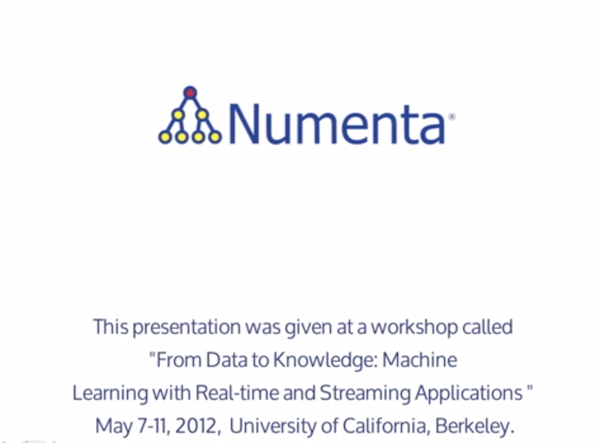 Numenta®
This presentation was given at a workshop called
"From Data to Knowledge: Machine
Learning with Real-time and Streaming Applications "
May 7-11, 2012, University of California, Berkeley.